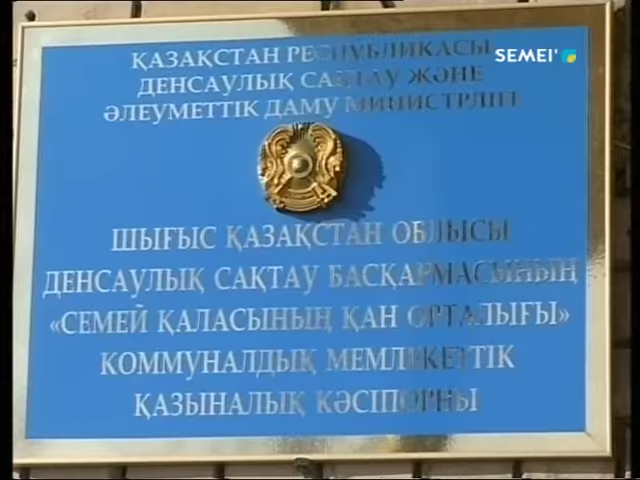 SEMEI'
ҚАЗАҚСТАН РЕСПУБЛИКАСЫ
ДЕНСАУЛЫҚ САҚТАУ ЖӘНЕ
ӘЛЕУМЕТТІК ДАМУ МИНИСТРЛІГІ
ШЫҒЫС ҚАЗАҚСТАН ОБЛЫСЫ
ДЕНСАУЛЫҚ САҚТАУ БАСҚАРМАСЫНЫҢ
«СЕМЕЙ ҚАЛАСЫНЫҢ ҚАН ОРТАЛЫҒЫ»
КОММУНАЛДЫҚ МЕМЛЕКЕТТІК
ҚАЗЫНАЛЫҚ КӘСІПОРНЫ